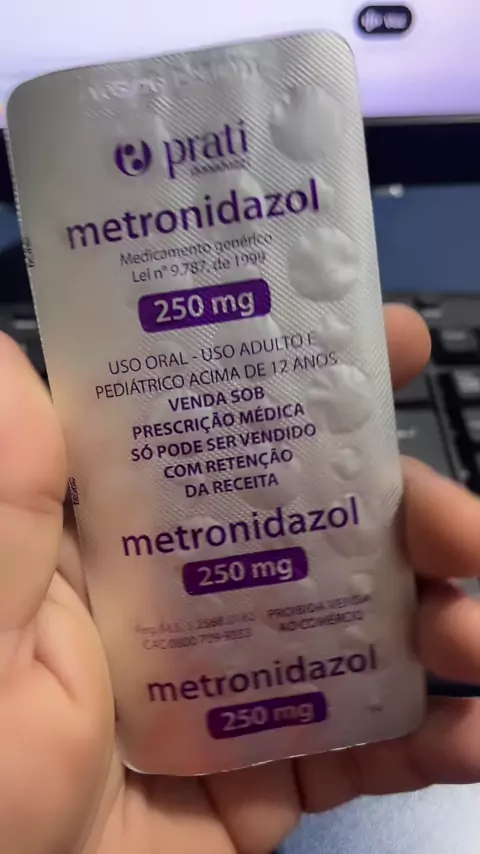 prati
metronidazol
Medicamento genérico
Lei nº 9.787, de 1999
250 mg
USO ORAL - USO ADULTO E
PEDIÁTRICO ACIMA DE 12 ANOS
VENDA SOB
PRESCRIÇÃO MÉDICA
SÓ PODE SER VENDIDO
COM RETENÇÃO
DA RECEITA
metronidazol
250 mg
PROIBIDA VENDA
AO COMÉRCIO
metronidazol
250 mg